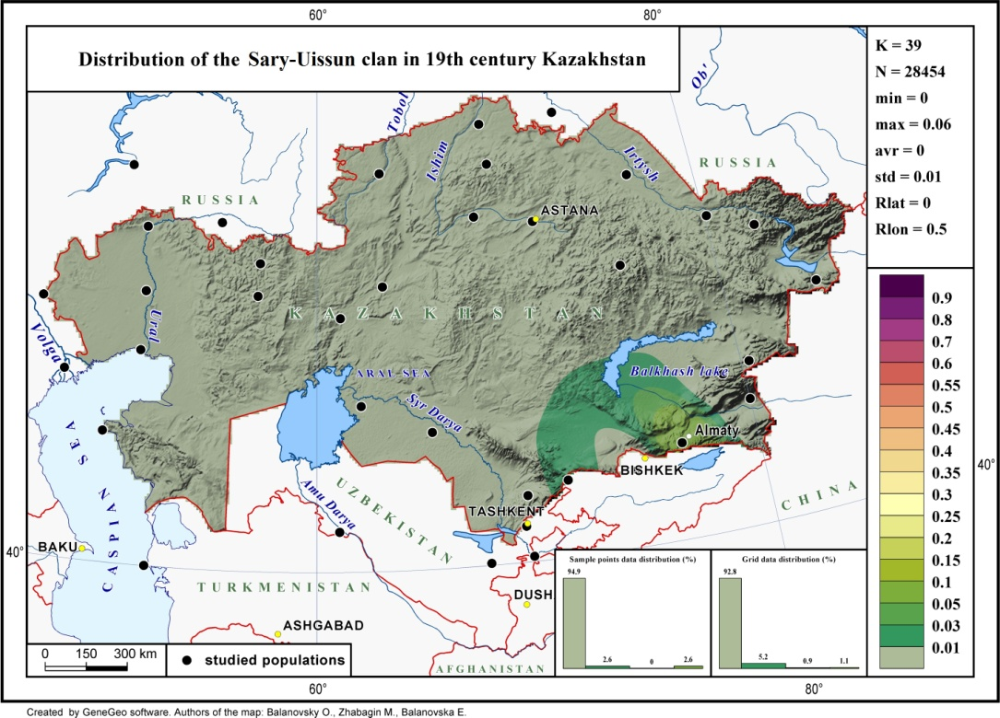 60°
80°
Distribution of the Sary-Uissun clan in 19th century Kazakhstan
K = 39
N = 28454
min = 0
max = 0.06
avr = 0
std = 0.01
Rlat = 0
Rlon = 0.5
Ob'
Tobol
Ishim
Irtysh
RUSSIA
RUSSIA
ASTANA
KAZAKHSTAN
Ural
Volga
ARAL SEA
Syr Darya
Balkhash lake
Almaty
BISHKEK
CASPIAN SEA
Amu Darya
UZBEKISTAN
TASHKENT
CHINA
40°
40°
BAKU
TURKMENISTAN
DUSH
ASHGABAD
AFGHANISTAN
0.9
0.8
0.7
0.6
0.55
0.5
0.45
0.4
0.35
0.3
0.25
0.2
0.15
0.1
0.05
0.03
0.01
Sample points data distribution (%)
94.9
2.6
0
2.6
Grid data distribution (%)
92.8
5.2
0.9
1.1
0 150 300 km
studied populations
60°
80°
Created by GeneGeo software. Authors of the map: Balanovsky O., Zhabagin M., Balanovska E.